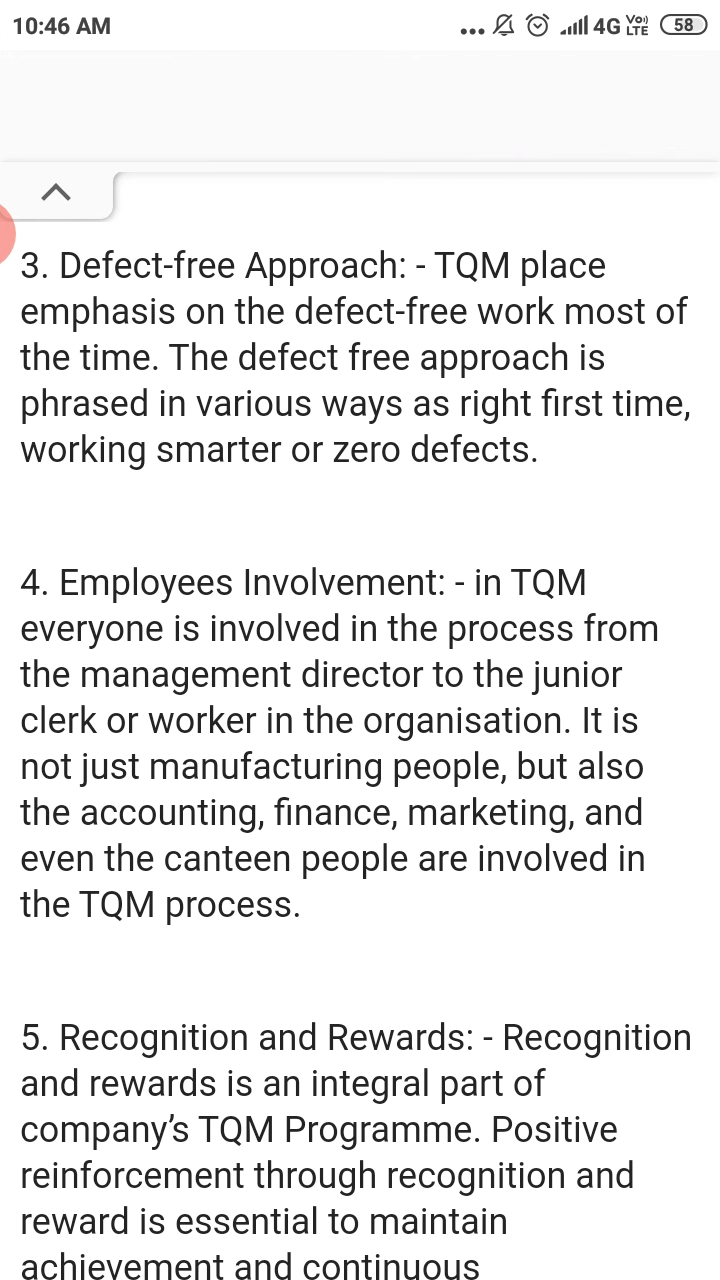 10:46 AM
... 4G Vo) LTE 58
3. Defect-free Approach: - TQM place
emphasis on the defect-free work most of
the time. The defect free approach is
phrased in various ways as right first time,
working smarter or zero defects.
4. Employees Involvement: - in TQM
everyone is involved in the process from
the management director to the junior
clerk or worker in the organisation. It is
not just manufacturing people, but also
the accounting, finance, marketing, and
even the canteen people are involved in
the TQM process.
5. Recognition and Rewards: - Recognition
and rewards is an integral part of
company’s TQM Programme. Positive
reinforcement through recognition and
reward is essential to maintain
achievement and continuous